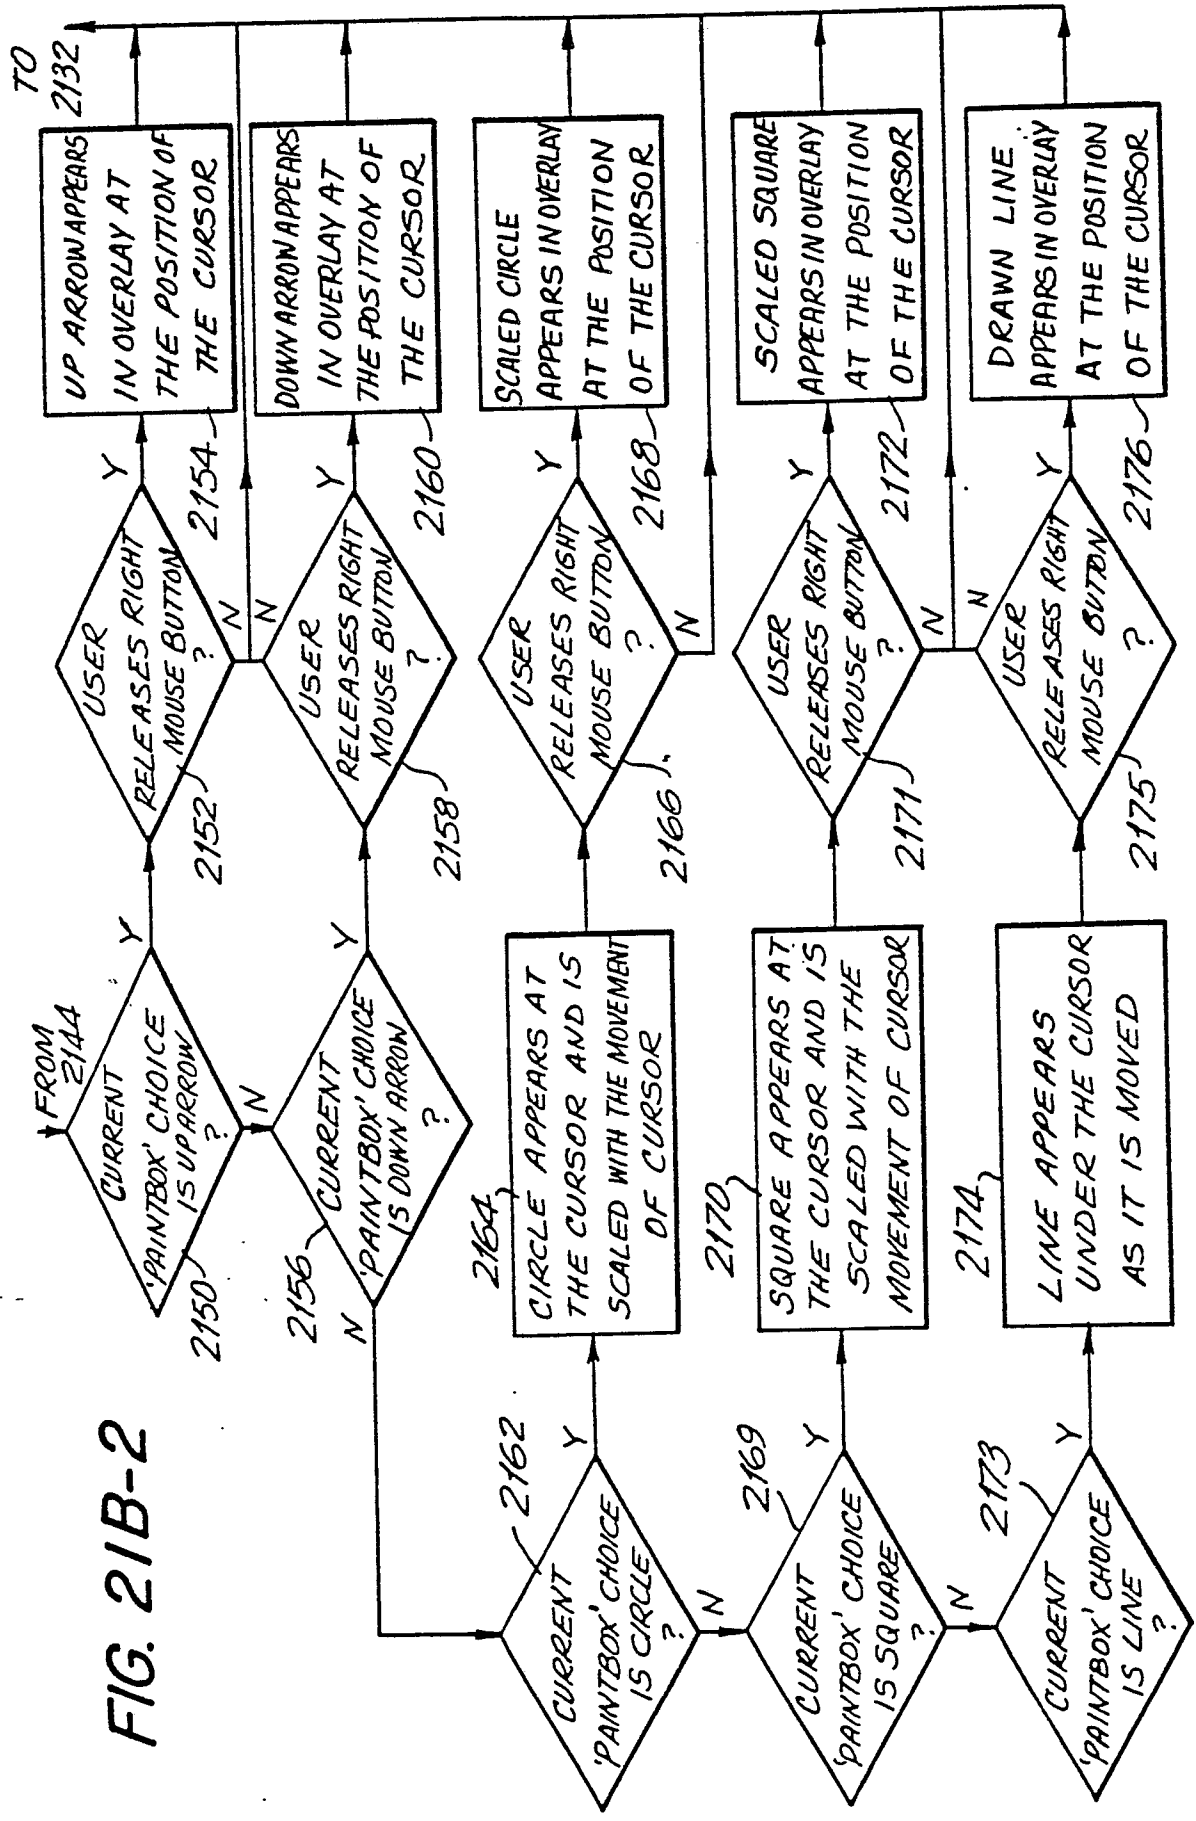 FIG. 21B-2
FROM
2144
CURRENT
'PAINTBOX' CHOICE
IS UP ARROW
?
2150
Y
N
USER
RELEASES RIGHT
MOUSE BUTTON
?
2152
Y
N
UP ARROW APPEARS
IN OVERLAY AT
THE POSITION OF
THE CURSOR
2154
TO
2132
CURRENT
'PAINTBOX' CHOICE
IS DOWN ARROW
?
2156
Y
N
USER
RELEASES RIGHT
MOUSE BUTTON
?
2158
Y
N
DOWN ARROW APPEARS
IN OVERLAY AT
THE POSITION OF
THE CURSOR
2160
CURRENT
'PAINTBOX' CHOICE
IS CIRCLE
?
2162
Y
N
CIRCLE APPEARS AT
THE CURSOR AND IS
SCALED WITH THE MOVEMENT
OF CURSOR
2164
USER
RELEASES RIGHT
MOUSE BUTTON
?
2166
Y
N
SCALED CIRCLE
APPEARS IN OVERLAY
AT THE POSITION
OF THE CURSOR
2168
CURRENT
'PAINTBOX' CHOICE
IS SQUARE
?
2169
Y
N
SQUARE APPEARS AT
THE CURSOR AND IS
SCALED WITH THE
MOVEMENT OF CURSOR
2170
USER
RELEASES RIGHT
MOUSE BUTTON
?
2171
Y
N
SCALED SQUARE
APPEARS IN OVERLAY
AT THE POSITION
OF THE CURSOR
2172
CURRENT
'PAINTBOX' CHOICE
IS LINE
?
2173
Y
LINE APPEARS
UNDER THE CURSOR
AS IT IS MOVED
2174
USER
RELEASES RIGHT
MOUSE BUTTON
?
2175
Y
N
DRAWN LINE
APPEARS IN OVERLAY
AT THE POSITION
OF THE CURSOR
2176